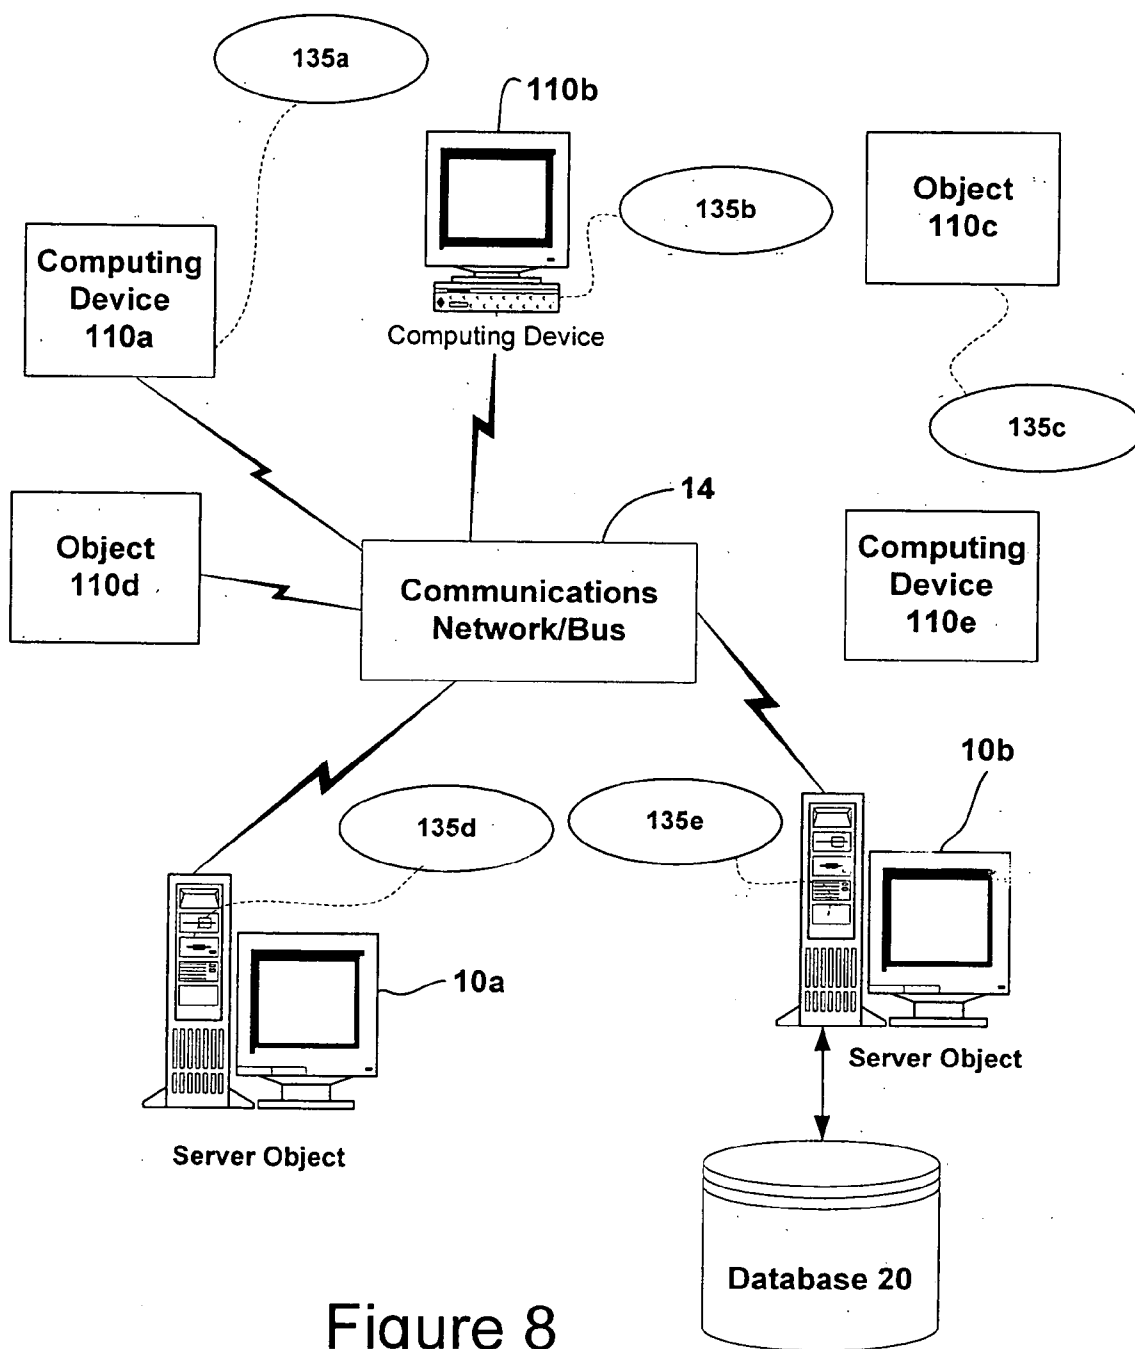 135a
110b
135b
Object
110c
Computing
Device
110a
Computing Device
135c
14
Object
110d
Communications
Network/Bus
Computing
Device
110e
10b
135d
135e
10a
Server Object
Server Object
Database 20
Figure 8